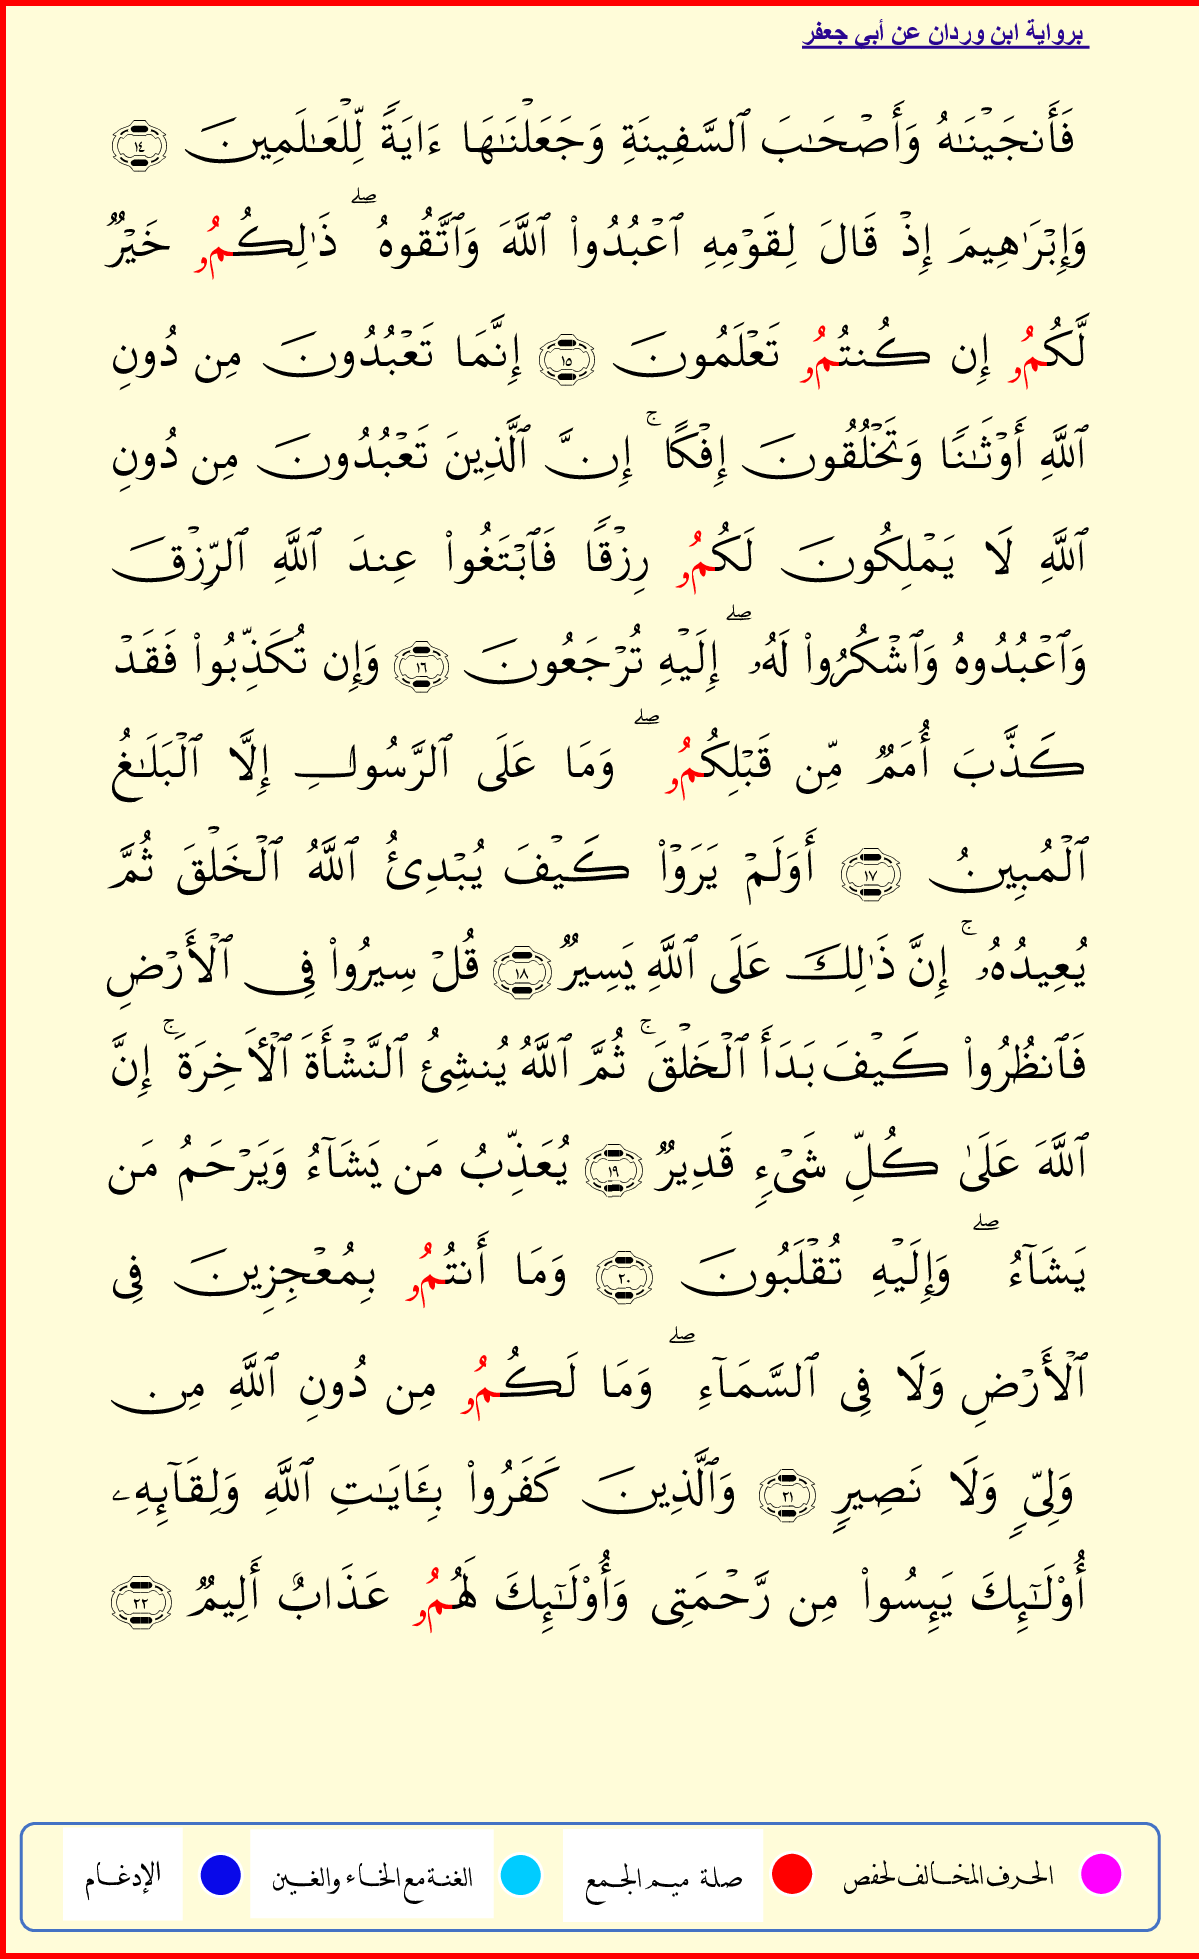 برواية ابن وردان عن أبي جعفر
فَأَنجَيْنَٰهُ وَأَصْحَٰبَ ٱلسَّفِينَةِ وَجَعَلْنَٰهَا ءَايَةً لِّلْعَٰلَمِينَ ١٤
وَإِبْرَٰهِيمَ إِذْ قَالَ لِقَوْمِهِ ٱعْبُدُوا۟ ٱللَّهَ وَٱتَّقُوهُ ۖ ذَٰلِكُمُۥ خَيْرٌ
لَّكُمُۥ إِن كُنتُمُۥ تَعْلَمُونَ ١٥ إِنَّمَا تَعْبُدُونَ مِن دُونِ
ٱللَّهِ أَوْثَٰنًا وَتَخْلُقُونَ إِفْكًا ۚ إِنَّ ٱلَّذِينَ تَعْبُدُونَ مِن دُونِ
ٱللَّهِ لَا يَمْلِكُونَ لَكُمُۥ رِزْقًا فَٱبْتَغُوا۟ عِندَ ٱللَّهِ ٱلرِّزْقَ
وَٱعْبُدُوهُ وَٱشْكُرُوا۟ لَهُۥ ۖ إِلَيْهِ تُرْجَعُونَ ١٦ وَإِن تُكَذِّبُوا۟ فَقَدْ
كَذَّبَ أُمَمٌ مِّن قَبْلِكُمُۥ ۖ وَمَا عَلَى ٱلرَّسُولِ إِلَّا ٱلْبَلَٰغُ
ٱلْمُبِينُ ١٧ أَوَلَمْ يَرَوْا۟ كَيْفَ يُبْدِئُ ٱللَّهُ ٱلْخَلْقَ ثُمَّ
يُعِيدُهُۥ ۚ إِنَّ ذَٰلِكَ عَلَى ٱللَّهِ يَسِيرٌ ١٨ قُلْ سِيرُوا۟ فِى ٱلْأَرْضِ
فَٱنظُرُوا۟ كَيْفَ بَدَأَ ٱلْخَلْقَ ۚ ثُمَّ ٱللَّهُ يُنشِئُ ٱلنَّشْأَةَ ٱلْأَخِرَةَ ۚ إِنَّ
ٱللَّهَ عَلَىٰ كُلِّ شَىْءٍ قَدِيرٌ ١٩ يُعَذِّبُ مَن يَشَآءُ وَيَرْحَمُ مَن
يَشَآءُ ۖ وَإِلَيْهِ تُقْلَبُونَ ٢٠ وَمَا أَنتُمُۥ بِمُعْجِزِينَ فِى
ٱلْأَرْضِ وَلَا فِى ٱلسَّمَآءِ ۖ وَمَا لَكُمُۥ مِن دُونِ ٱللَّهِ مِن
وَلِىٍّ وَلَا نَصِيرٍ ٢١ وَٱلَّذِينَ كَفَرُوا۟ بِـَٔايَٰتِ ٱللَّهِ وَلِقَآئِهِۦ
أُو۟لَٰٓئِكَ يَئِسُوا۟ مِن رَّحْمَتِى وَأُو۟لَٰٓئِكَ لَهُمُۥ عَذَابٌ أَلِيمٌ ٢٢
الحرف المخالف لحفص صلة ميم الجمع الغنة مع الخاء والغين الإدغام